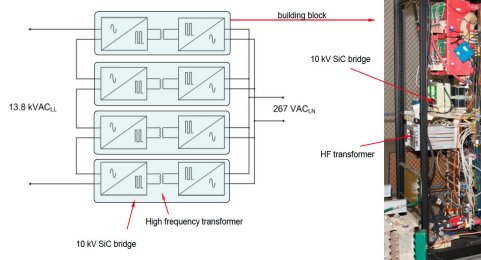 building block
10 kV SiC bridge
13.8 kVAC_LL
267 VAC_LN
HF transformer
High frequency transformer
10 kV SiC bridge